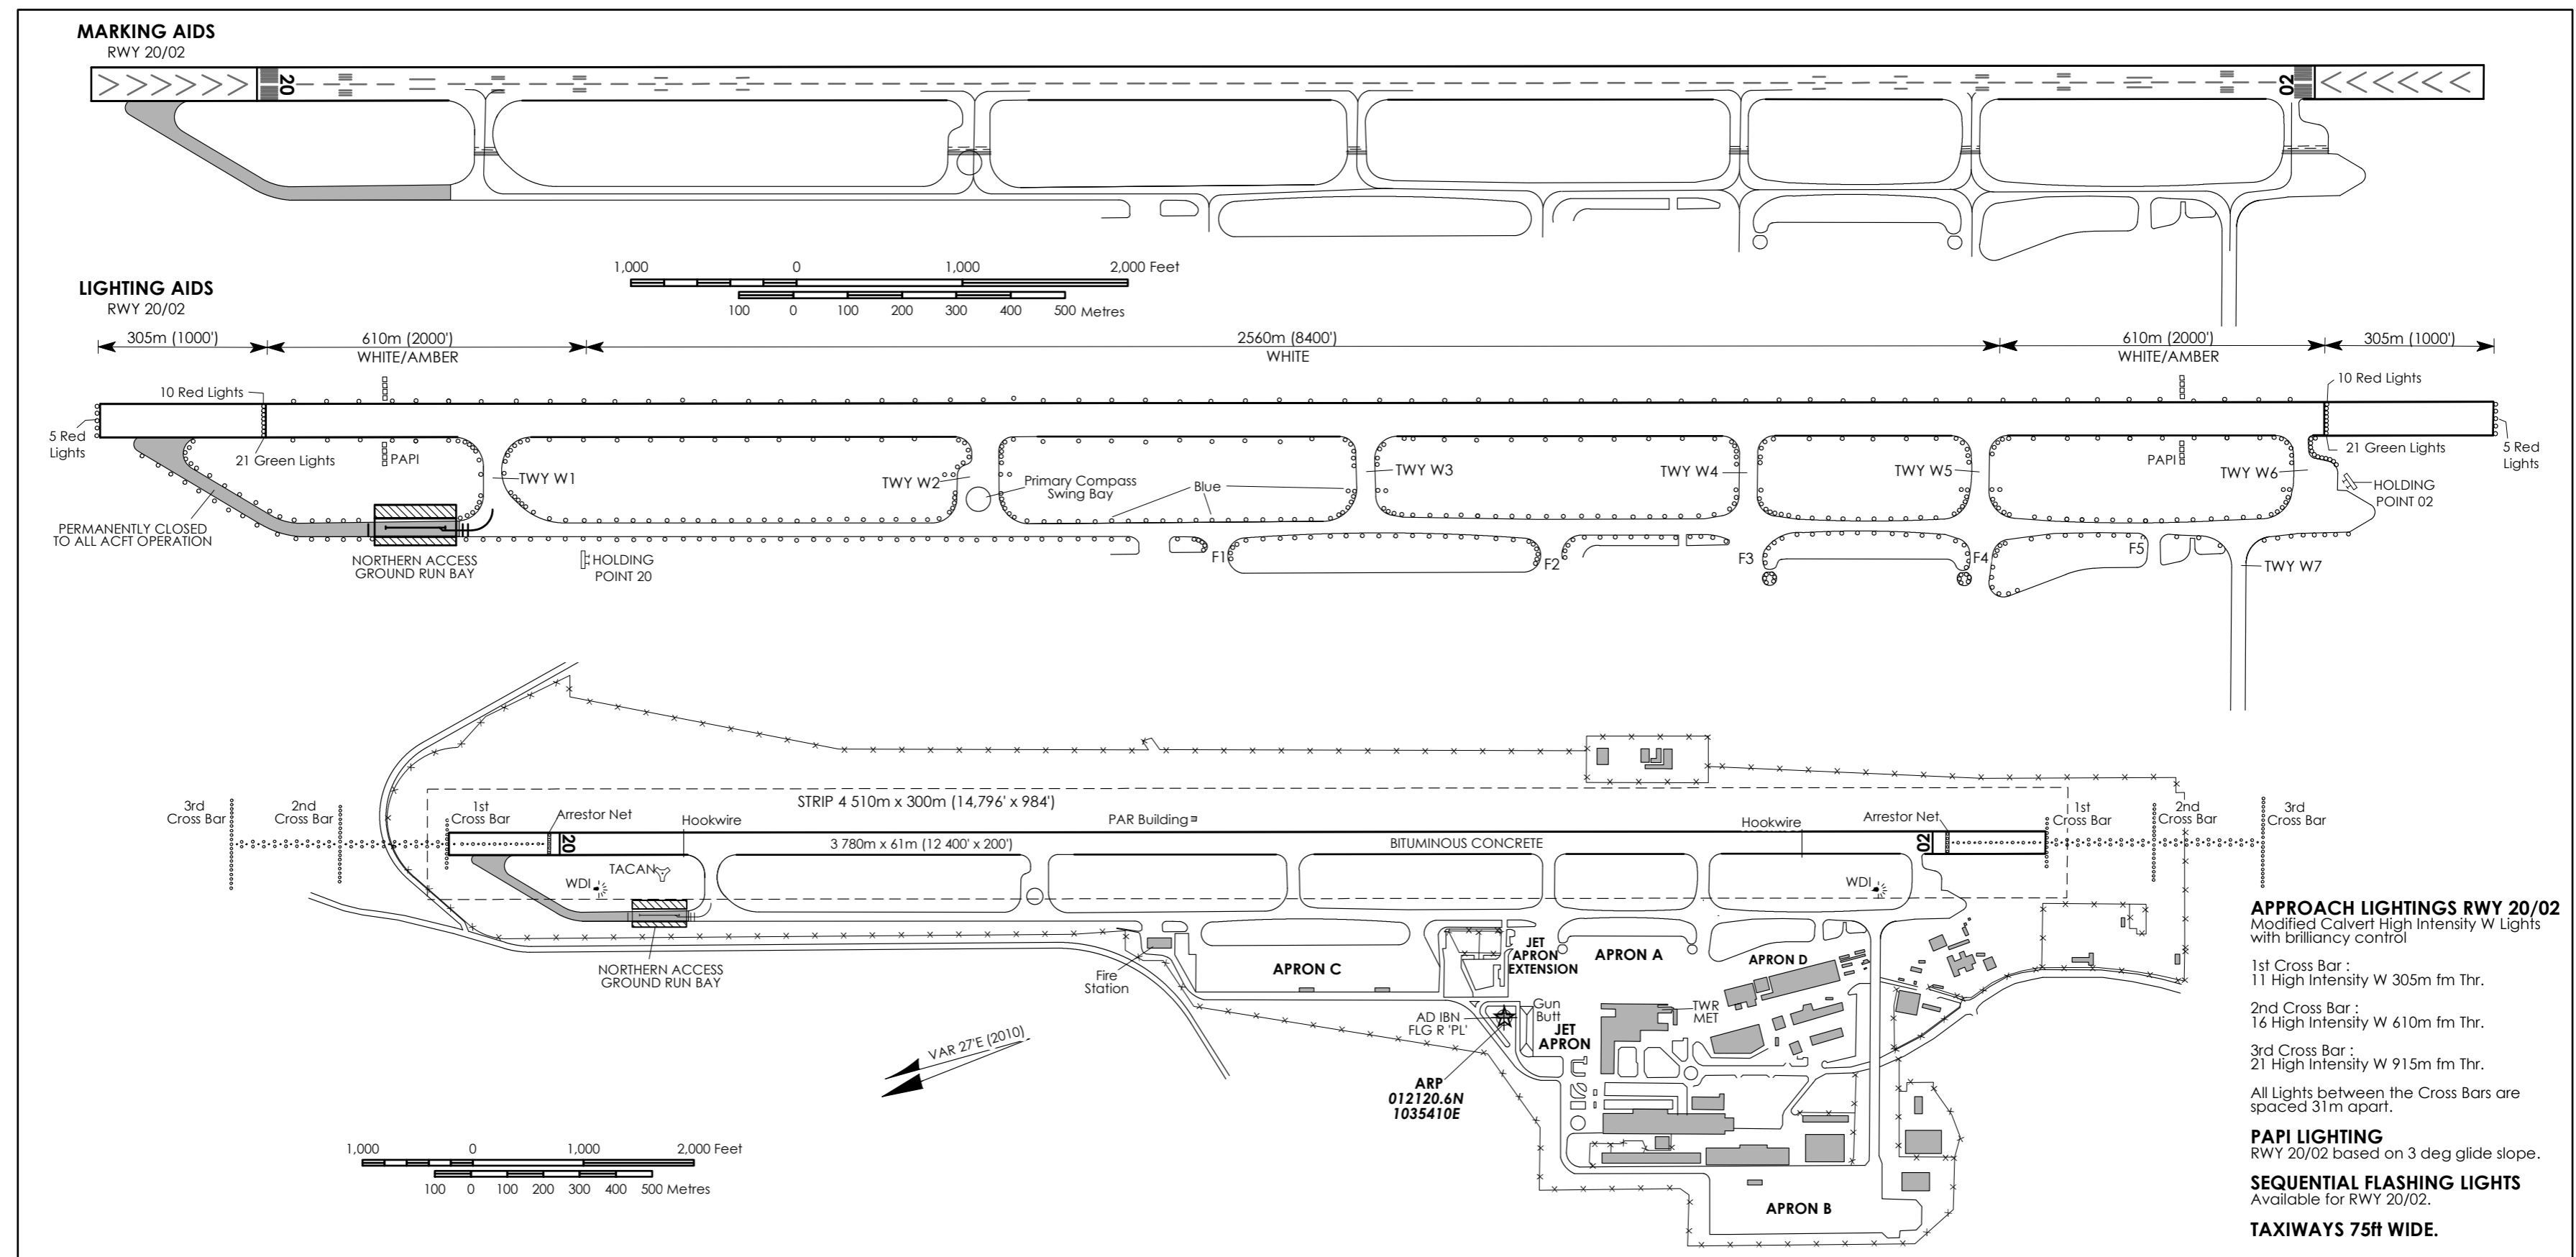 MARKING AIDS
RWY 20/02
20
02
1,000 0 1,000 2,000 Feet
100 0 100 200 300 400 500 Metres
LIGHTING AIDS
RWY 20/02
305m (1000')
610m (2000')
WHITE/AMBER
2560m (8400')
WHITE
610m (2000')
WHITE/AMBER
305m (1000')
10 Red Lights
10 Red Lights
5 Red
Lights
21 Green Lights
PAPI
TWY W1
TWY W2
Primary Compass
Swing Bay
Blue
TWY W3
TWY W4
TWY W5
PAPI
TWY W6
21 Green Lights
5 Red
Lights
HOLDING
POINT 02
PERMANENTLY CLOSED
TO ALL ACFT OPERATION
NORTHERN ACCESS
GROUND RUN BAY
HOLDING
POINT 20
F1
F2
F3
F4
F5
TWY W7
STRIP 4 510m x 300m (14,796' x 984')
3rd
Cross Bar
2nd
Cross Bar
1st
Cross Bar
Arrestor Net
Hookwire
PAR Building
Hookwire
Arrestor Net
1st
Cross Bar
2nd
Cross Bar
3rd
Cross Bar
20
3 780m x 61m (12 400' x 200')
BITUMINOUS CONCRETE
02
TACAN
WDI
WDI
NORTHERN ACCESS
GROUND RUN BAY
Fire
Station
APRON C
JET
APRON
EXTENSION
APRON A
APRON D
Gun
Butt
AD IBN
FLG R 'PL'
JET
APRON
TWR
MET
VAR 27'E (2010)
ARP
012120.6N
1035410E
APRON B
1,000 0 1,000 2,000 Feet
100 0 100 200 300 400 500 Metres
APPROACH LIGHTINGS RWY 20/02
Modified Calvert High Intensity W Lights
with brilliancy control
1st Cross Bar :
11 High Intensity W 305m fm Thr.
2nd Cross Bar :
16 High Intensity W 610m fm Thr.
3rd Cross Bar :
21 High Intensity W 915m fm Thr.
All Lights between the Cross Bars are
spaced 31m apart.
PAPI LIGHTING
RWY 20/02 based on 3 deg glide slope.
SEQUENTIAL FLASHING LIGHTS
Available for RWY 20/02.
TAXIWAYS 75ft WIDE.